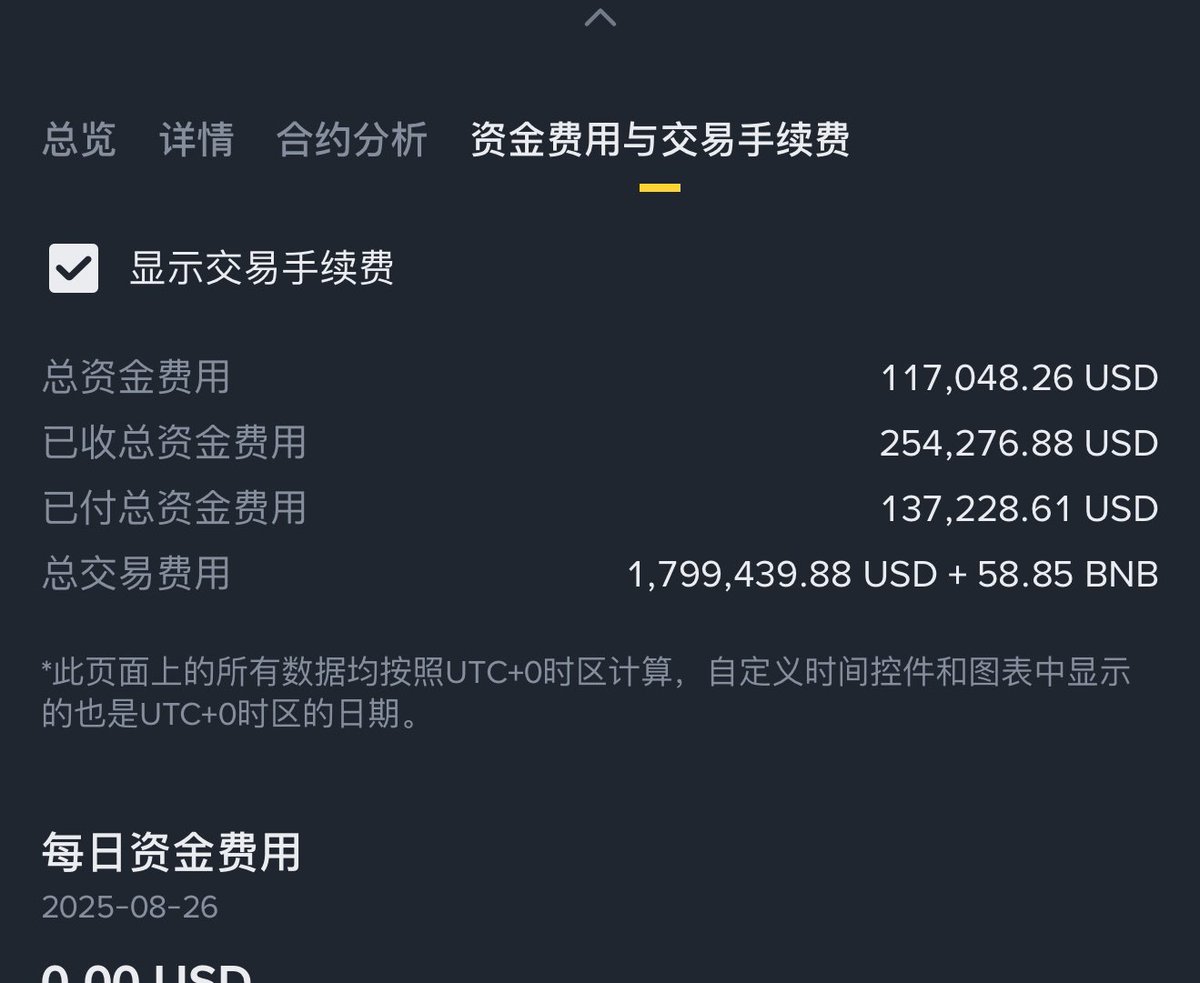 总览 详情 合约分析 资金费用与交易手续费
显示交易手续费
总资金费用 117,048.26 USD
已收总资金费用 254,276.88 USD
已付总资金费用 137,228.61 USD
总交易费用 1,799,439.88 USD + 58.85 BNB
*此页面上的所有数据均按照UTC+0时区计算，自定义时间控件和图表中显示
的也是UTC+0时区的日期。
每日资金费用
2025-08-26
0.00 USD